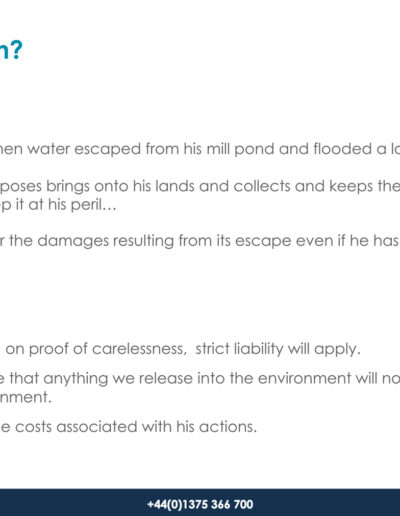 n?
hen water escaped from his mill pond and flooded a lo
poses brings onto his lands and collects and keeps the
p it at his peril…
r the damages resulting from its escape even if he has
on proof of carelessness, strict liability will apply.
e that anything we release into the environment will no
nment.
e costs associated with his actions.
+44(0)1375 366 700